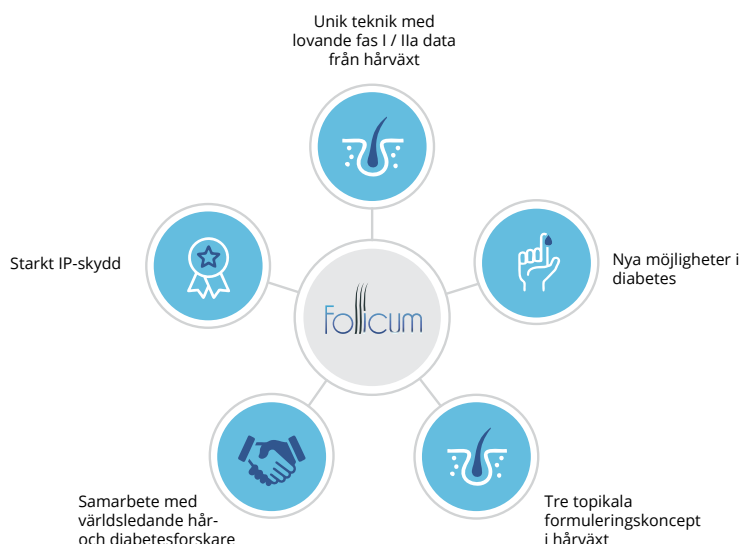 Unik teknik med
lovande fas I / IIa data
från hårväxt
Starkt IP-skydd
Follicum
Nya möjligheter i
diabetes
Samarbete med
världsledande hår-
och diabetesforskare
Tre topikala
formuleringskoncept
i hårväxt